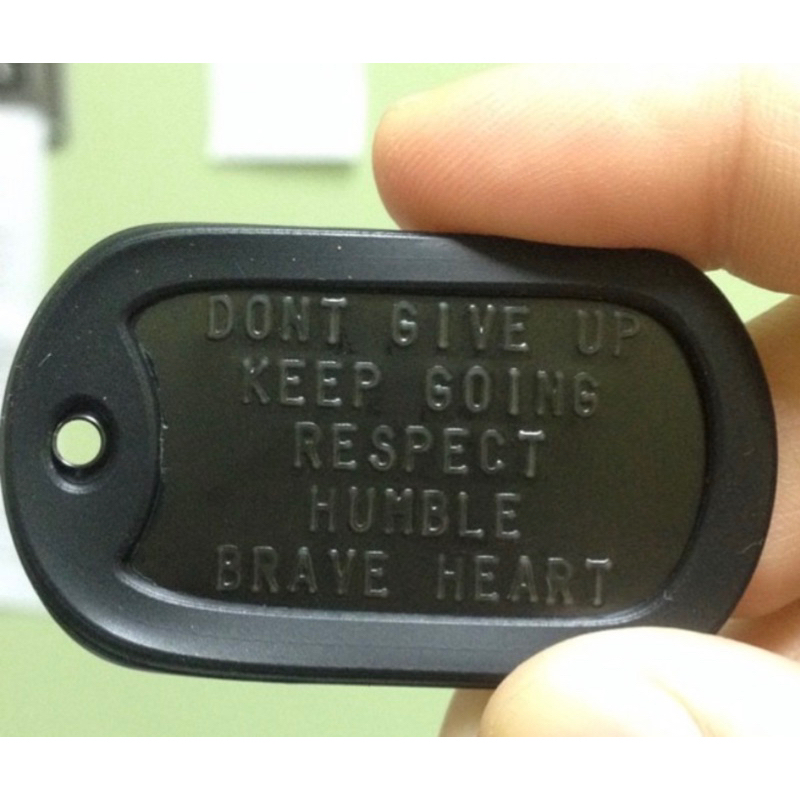 DONT GIVE UP
KEEP GOING
RESPECT
HUMBLE
BRAVE HEART